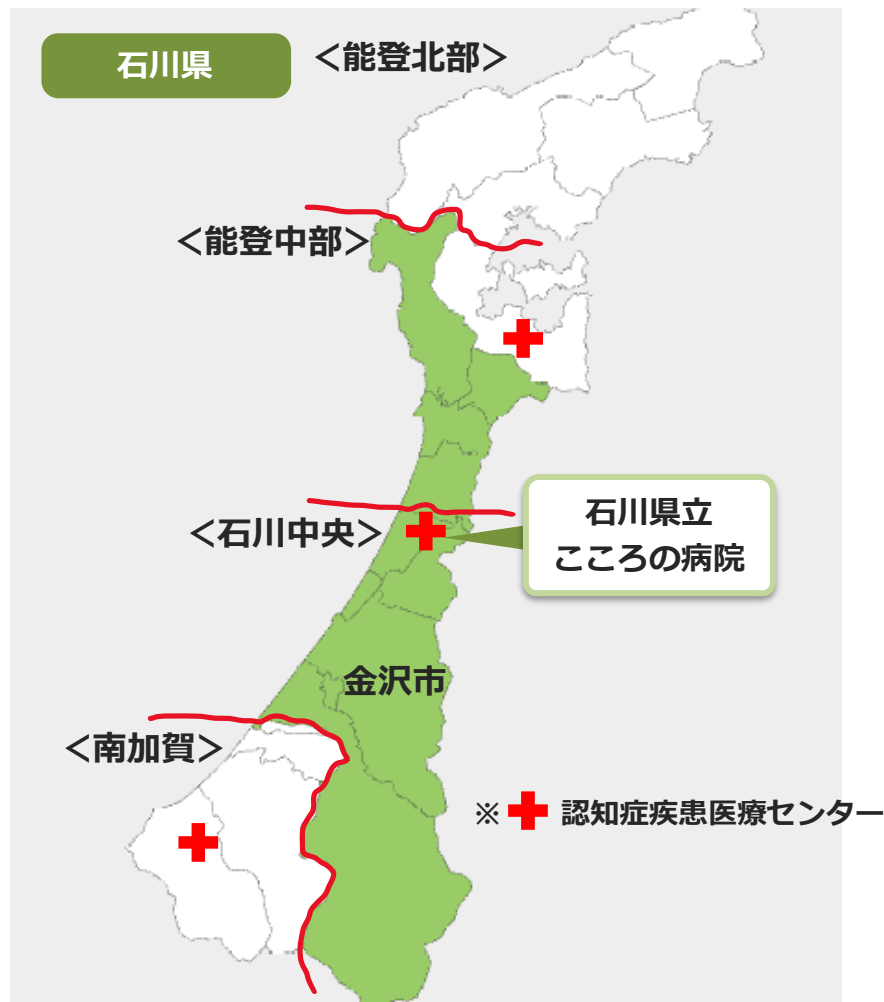 石川県
＜能登北部＞
＜能登中部＞
＜石川中央＞
石川県立
こころの病院
金沢市
＜南加賀＞
※ 認知症疾患医療センター